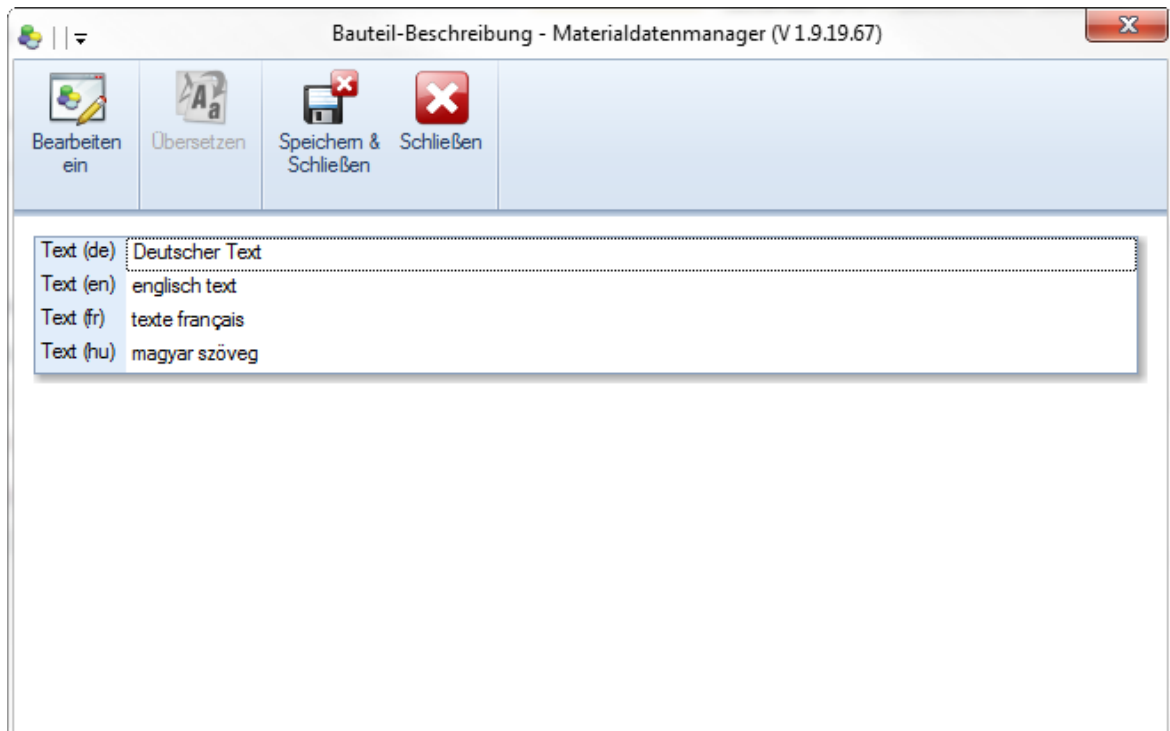 Bauteil-Beschreibung - Materialdatenmanager (V 1.9.19.67)
Bearbeiten ein
Übersetzen
Speichern & Schließen
Schließen
Text (de) Deutscher Text
Text (en) englisch text
Text (fr) texte français
Text (hu) magyar szöveg